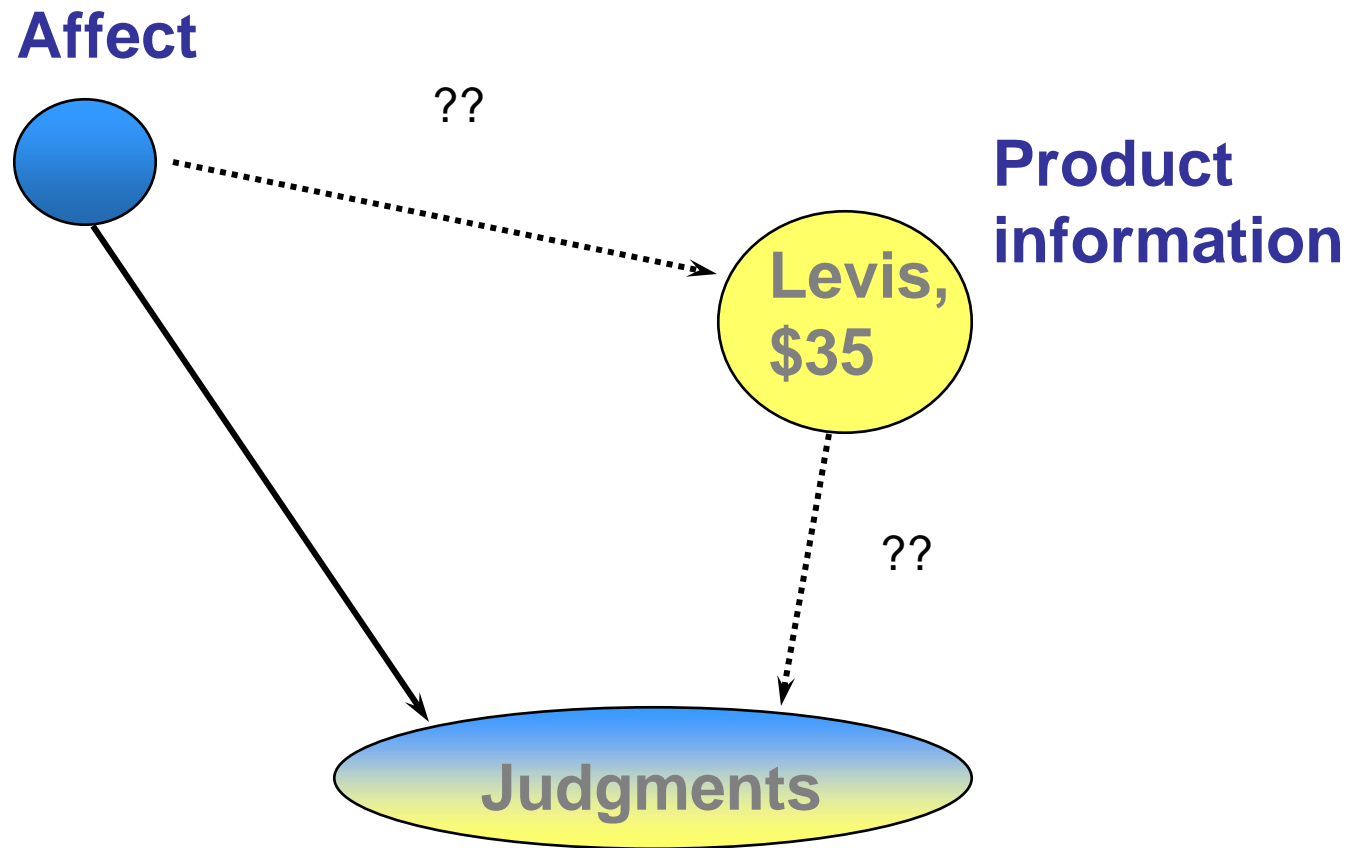 Affect
??
Product
information
Levis,
$35
??
Judgments